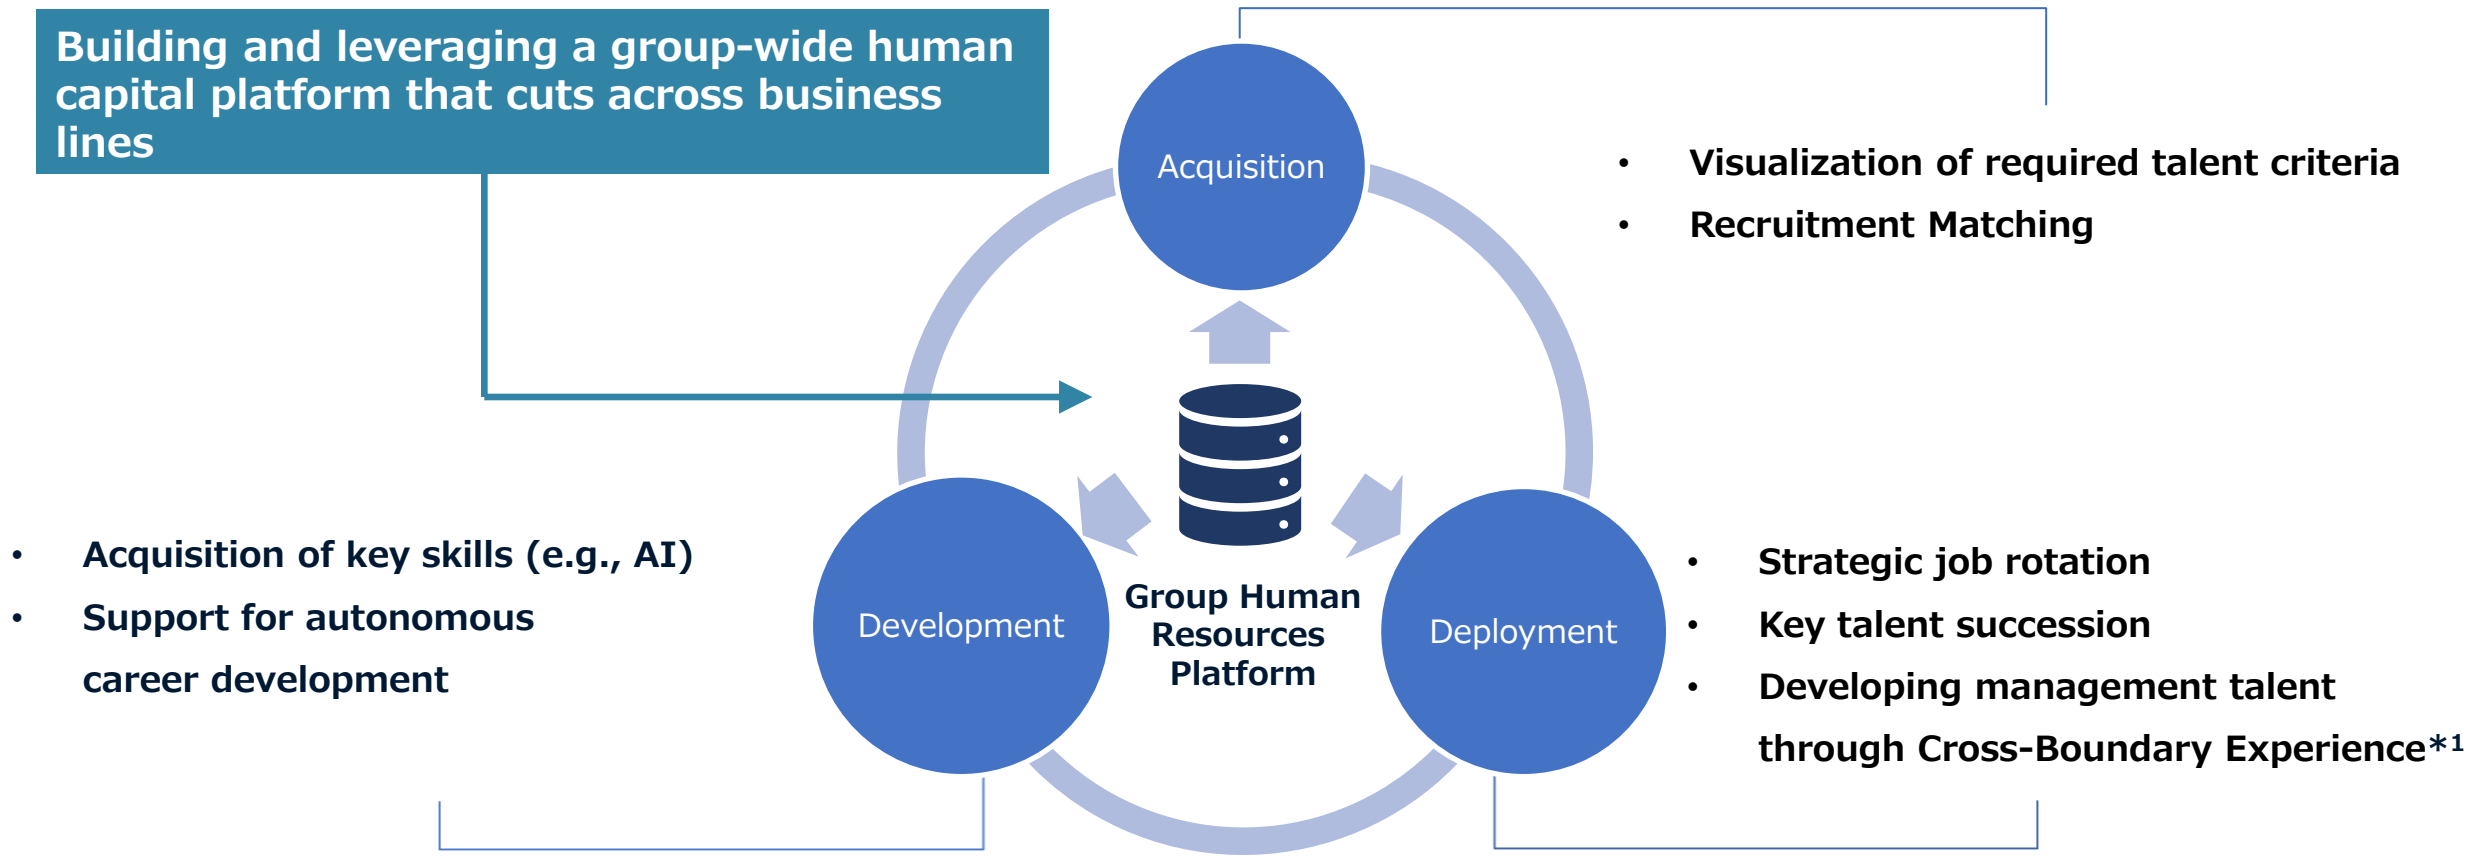 Building and leveraging a group-wide human
capital platform that cuts across business
lines
Acquisition
• Visualization of required talent criteria
• Recruitment Matching
• Acquisition of key skills (e.g., AI)
• Support for autonomous
career development
Development
Group Human
Resources
Platform
Deployment
• Strategic job rotation
• Key talent succession
• Developing management talent
through Cross-Boundary Experience*1